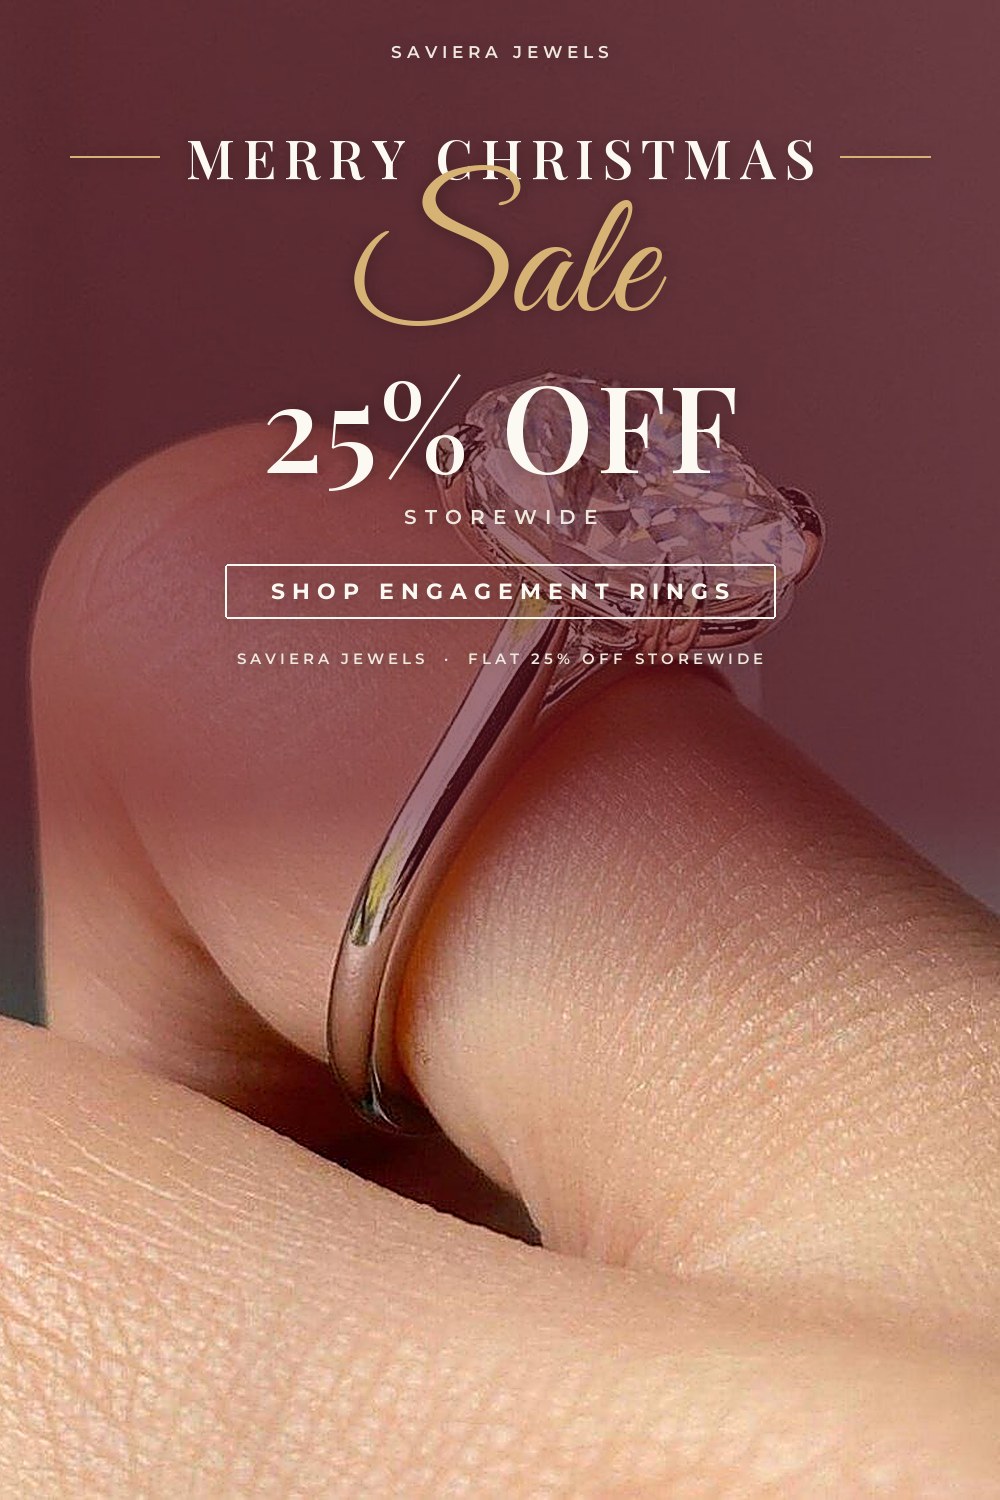 SAVIERA JEWELS
MERRY CHRISTMAS
Sale
25% OFF
STOREWIDE
SHOP ENGAGEMENT RINGS
SAVIERA JEWELS · FLAT 25% OFF STOREWIDE